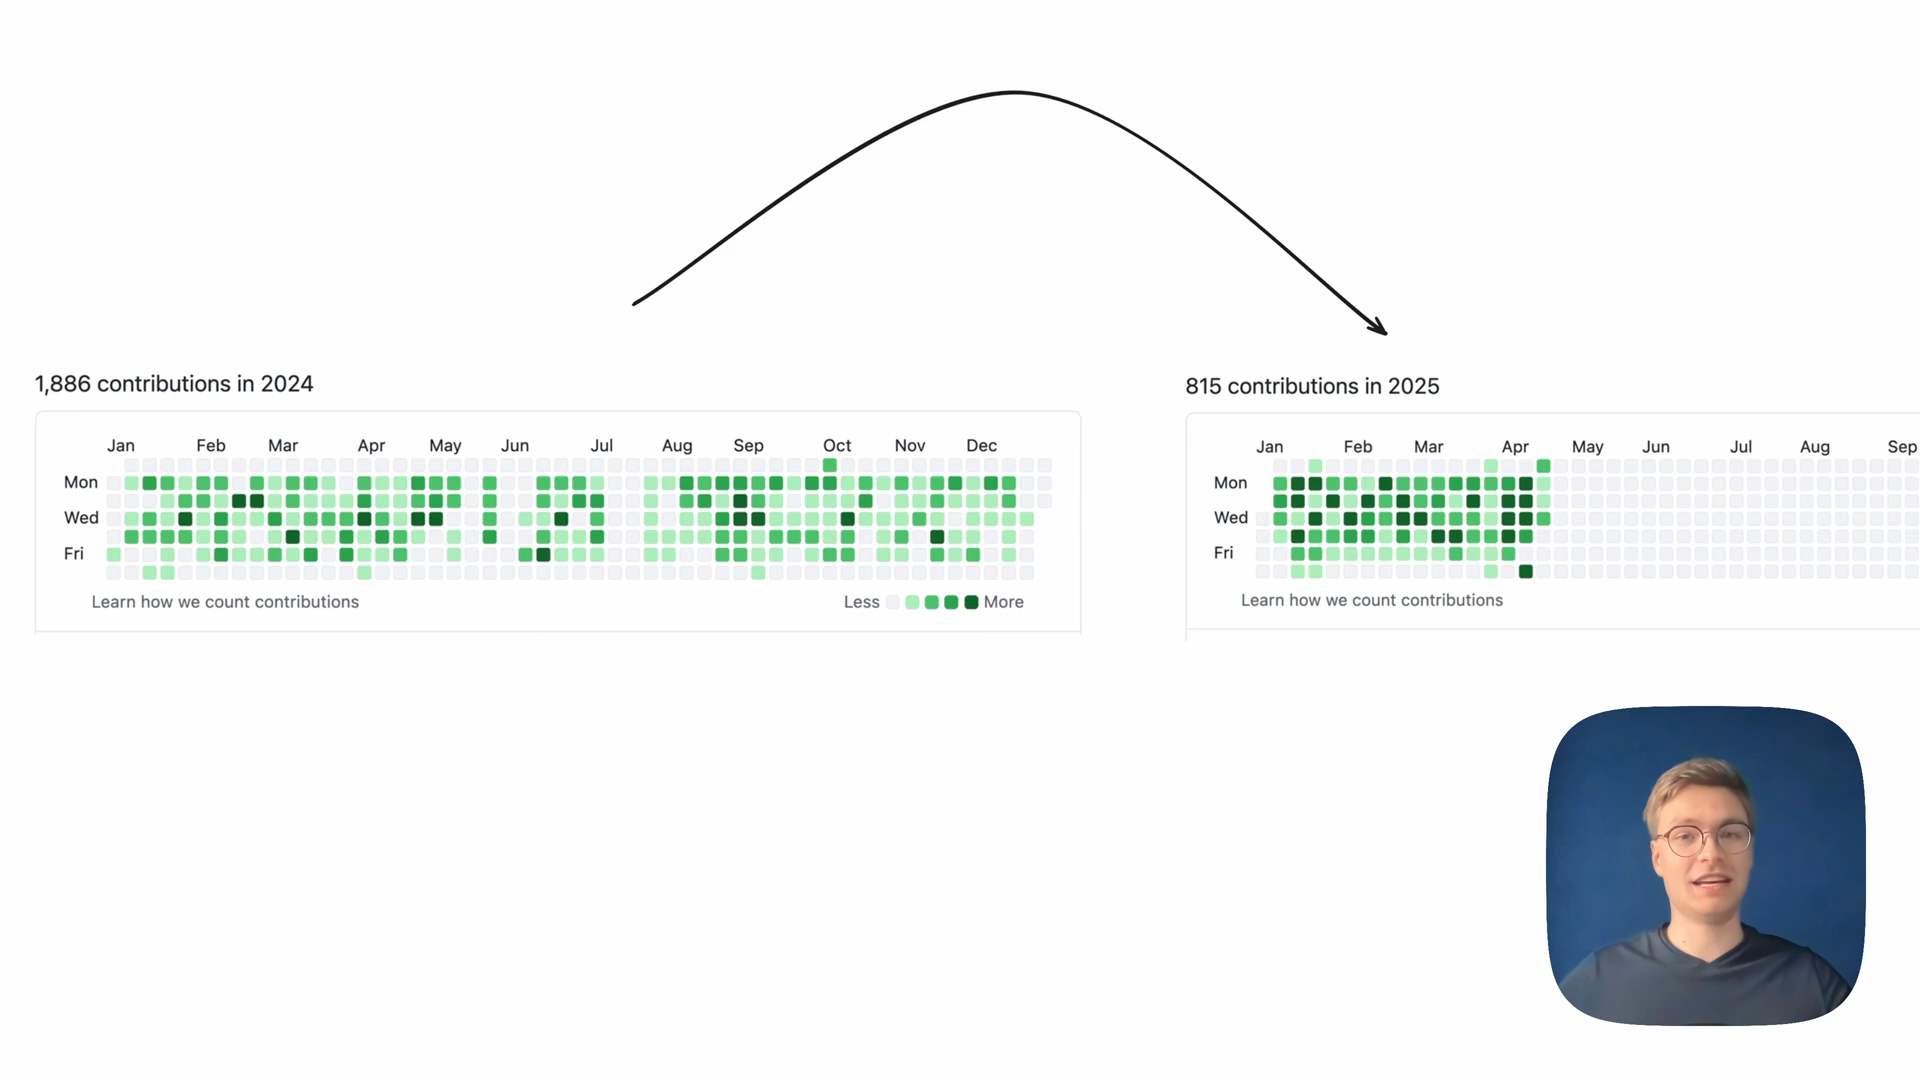 1,886 contributions in 2024
Jan Feb Mar Apr May Jun Jul Aug Sep Oct Nov Dec
Mon
Wed
Fri
Learn how we count contributions
Less More
815 contributions in 2025
Jan Feb Mar Apr May Jun Jul Aug Sep
Mon
Wed
Fri
Learn how we count contributions